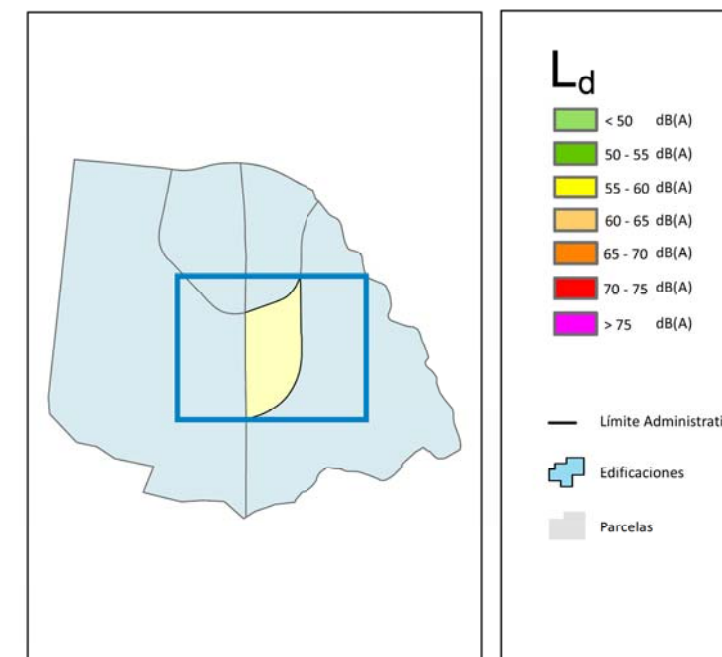 Ld
< 50 dB(A)
50 - 55 dB(A)
55 - 60 dB(A)
60 - 65 dB(A)
65 - 70 dB(A)
70 - 75 dB(A)
> 75 dB(A)
Límite Administrati
Edificaciones
Parcelas